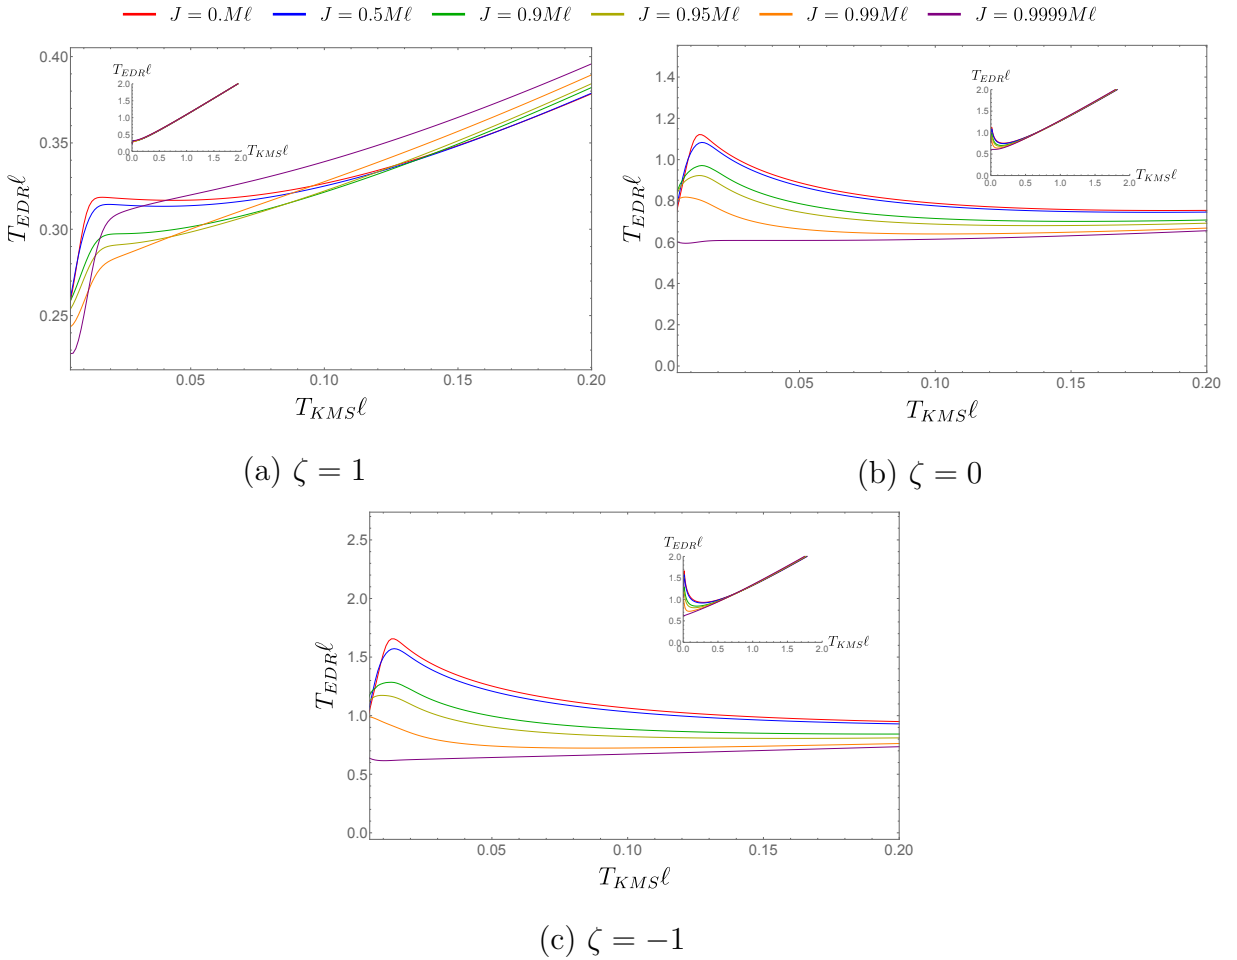 J = 0.Mℓ J = 0.5Mℓ J = 0.9Mℓ J = 0.95Mℓ J = 0.99Mℓ J = 0.9999Mℓ
T_EDRℓ
0.40
0.35
0.30
0.25
0.05 0.10 0.15 0.20
T_KMSℓ
T_EDRℓ
2.0
1.5
1.0
0.5
0.0
0.0 0.5 1.0 1.5 2.0
T_KMSℓ
(a) ζ = 1
T_EDRℓ
1.4
1.2
1.0
0.8
0.6
0.4
0.2
0.0
0.05 0.10 0.15 0.20
T_KMSℓ
T_EDRℓ
2.0
1.5
1.0
0.5
0.0
0.0 0.5 1.0 1.5 2.0
T_KMSℓ
(b) ζ = 0
T_EDRℓ
2.5
2.0
1.5
1.0
0.5
0.0
0.05 0.10 0.15 0.20
T_KMSℓ
T_EDRℓ
2.0
1.5
1.0
0.5
0.0
0.0 0.5 1.0 1.5 2.0
T_KMSℓ
(c) ζ = −1